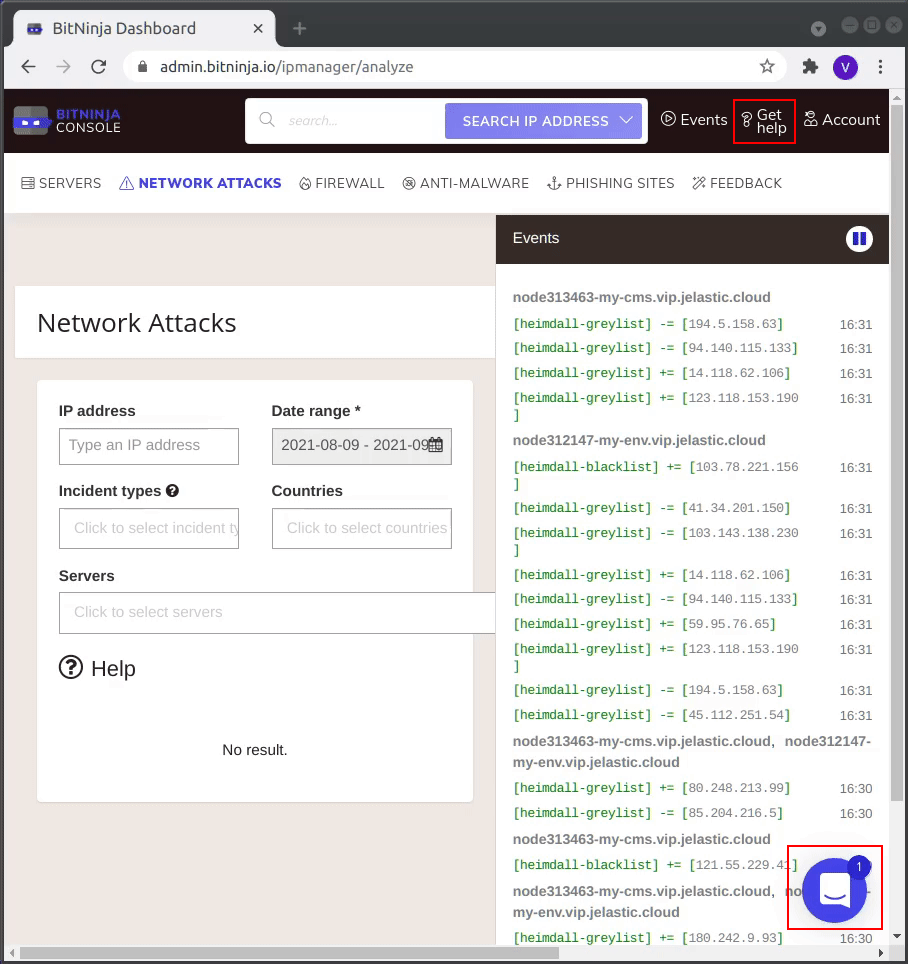 BitNinja Dashboard
V
admin.bitninja.io/ipmanager/analyze
BITNINJA
CONSOLE
search...
SEARCH IP ADDRESS
Events
Get
help
Account
SERVERS
NETWORK ATTACKS
FIREWALL
ANTI-MALWARE
PHISHING SITES
FEEDBACK
Network Attacks
IP address
Date range *
Type an IP address
2021-08-09 - 2021-09
Incident types
Countries
Click to select incident ty
Click to select countries
Servers
Click to select servers
Help
No result.
Events
node313463-my-cms.vip.jelastic.cloud
[heimdall-greylist] -= [194.5.158.63] 16:31
[heimdall-greylist] -= [94.140.115.133] 16:31
[heimdall-greylist] += [14.118.62.106] 16:31
[heimdall-greylist] += [123.118.153.190 16:31
]
node312147-my-env.vip.jelastic.cloud
[heimdall-blacklist] += [103.78.221.156 16:31
]
[heimdall-greylist] -= [41.34.201.150] 16:31
[heimdall-greylist] -= [103.143.138.230 16:31
]
[heimdall-greylist] += [14.118.62.106] 16:31
[heimdall-greylist] -= [94.140.115.133] 16:31
[heimdall-greylist] += [59.95.76.65] 16:31
[heimdall-greylist] += [123.118.153.190 16:31
]
[heimdall-greylist] -= [194.5.158.63] 16:31
[heimdall-greylist] -= [45.112.251.54] 16:31
node313463-my-cms.vip.jelastic.cloud, node312147-
my-env.vip.jelastic.cloud
[heimdall-greylist] += [80.248.213.99] 16:30
[heimdall-greylist] -= [85.204.216.5] 16:30
node313463-my-cms.vip.jelastic.cloud
[heimdall-blacklist] += [121.55.229.41]
1
node313463-my-cms.vip.jelastic.cloud,
my-env.vip.jelastic.cloud
[heimdall-greylist] += [180.242.9.93] 16:30